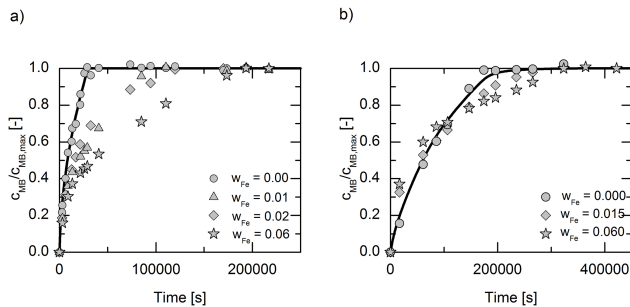 a)
c_MB/c_MB,max [-]
1.0
0.8
0.6
0.4
0.2
0.0
w_Fe = 0.00
w_Fe = 0.01
w_Fe = 0.02
w_Fe = 0.06
0 100000 200000
Time [s]
b)
c_MB/c_MB,max [-]
1.0
0.8
0.6
0.4
0.2
0.0
w_Fe = 0.000
w_Fe = 0.015
w_Fe = 0.060
0 200000 400000
Time [s]